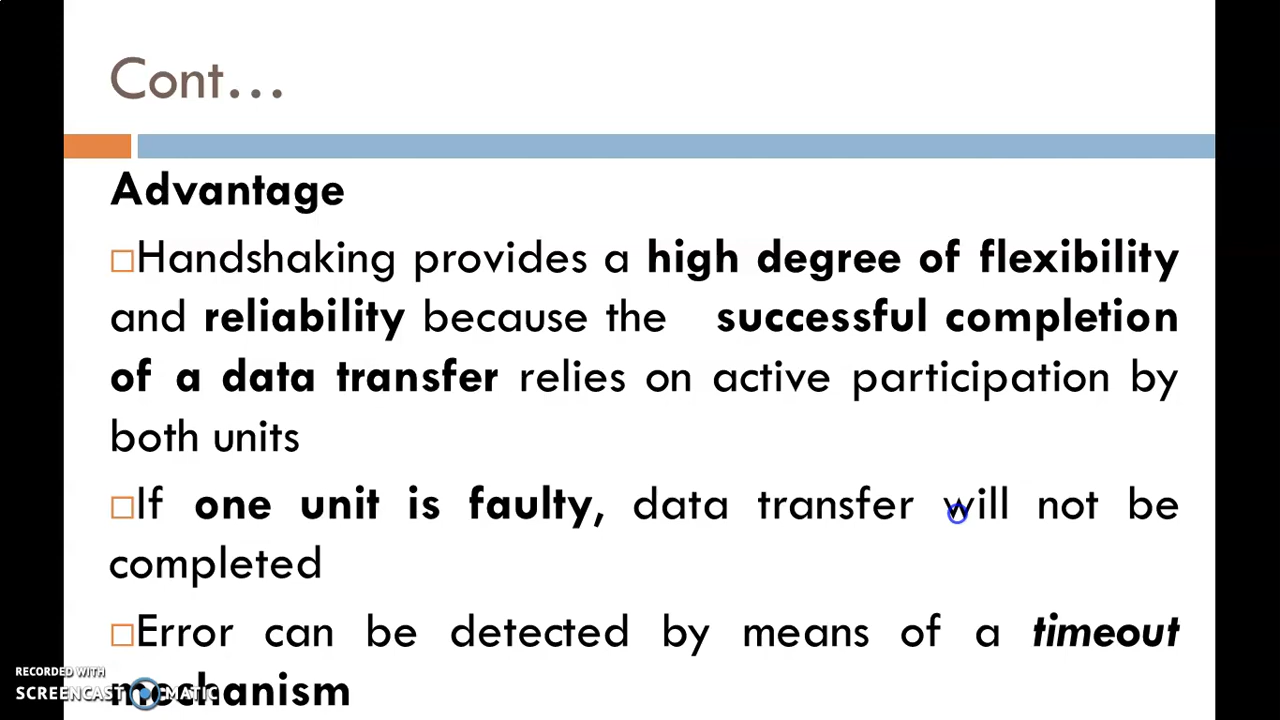 Cont...
Advantage
Handshaking provides a high degree of flexibility
and reliability because the successful completion
of a data transfer relies on active participation by
both units
If one unit is faulty, data transfer will not be
completed
Error can be detected by means of a timeout
mechanism
RECORDED WITH
SCREENCAST MATIC